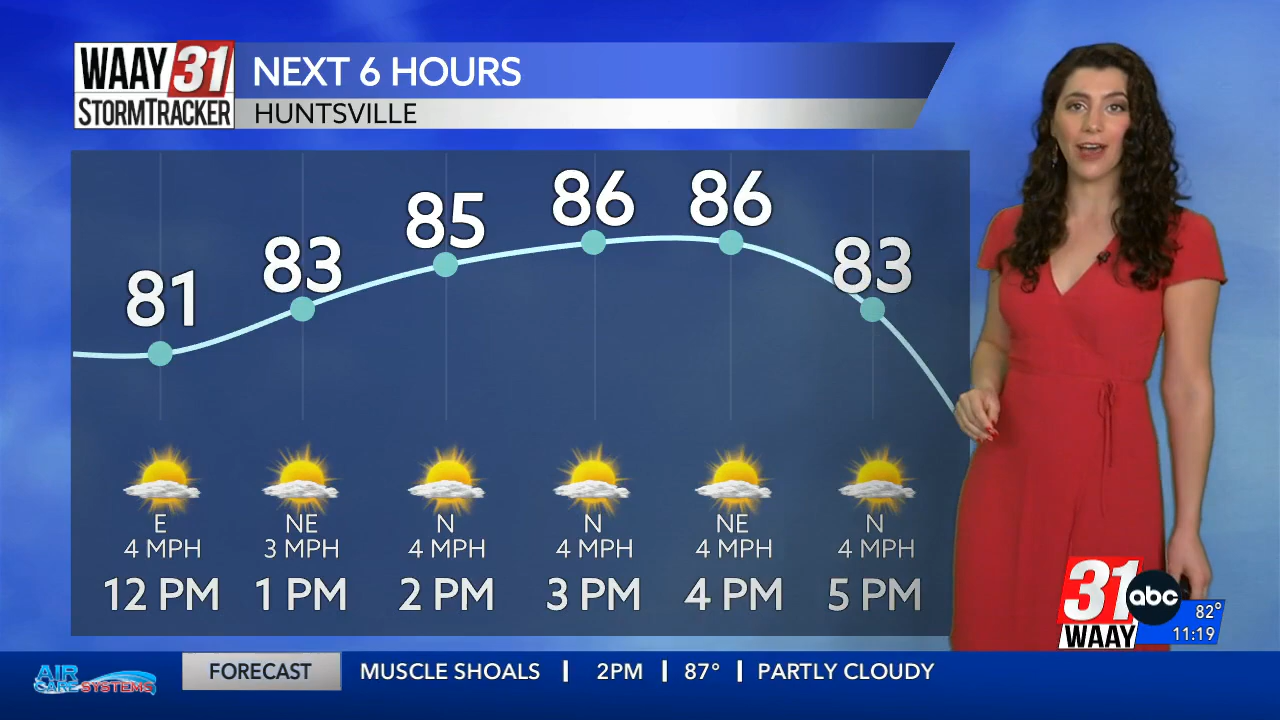 WAAY 31
STORMTRACKER
NEXT 6 HOURS
HUNTSVILLE
81 83 85 86 86 83
E NE N N NE N
4 MPH 3 MPH 4 MPH 4 MPH 4 MPH 4 MPH
12 PM 1 PM 2 PM 3 PM 4 PM 5 PM
31 abc
WAAY
82°
11:19
AIR
CARE SYSTEMS
FORECAST MUSCLE SHOALS | 2PM | 87° | PARTLY CLOUDY